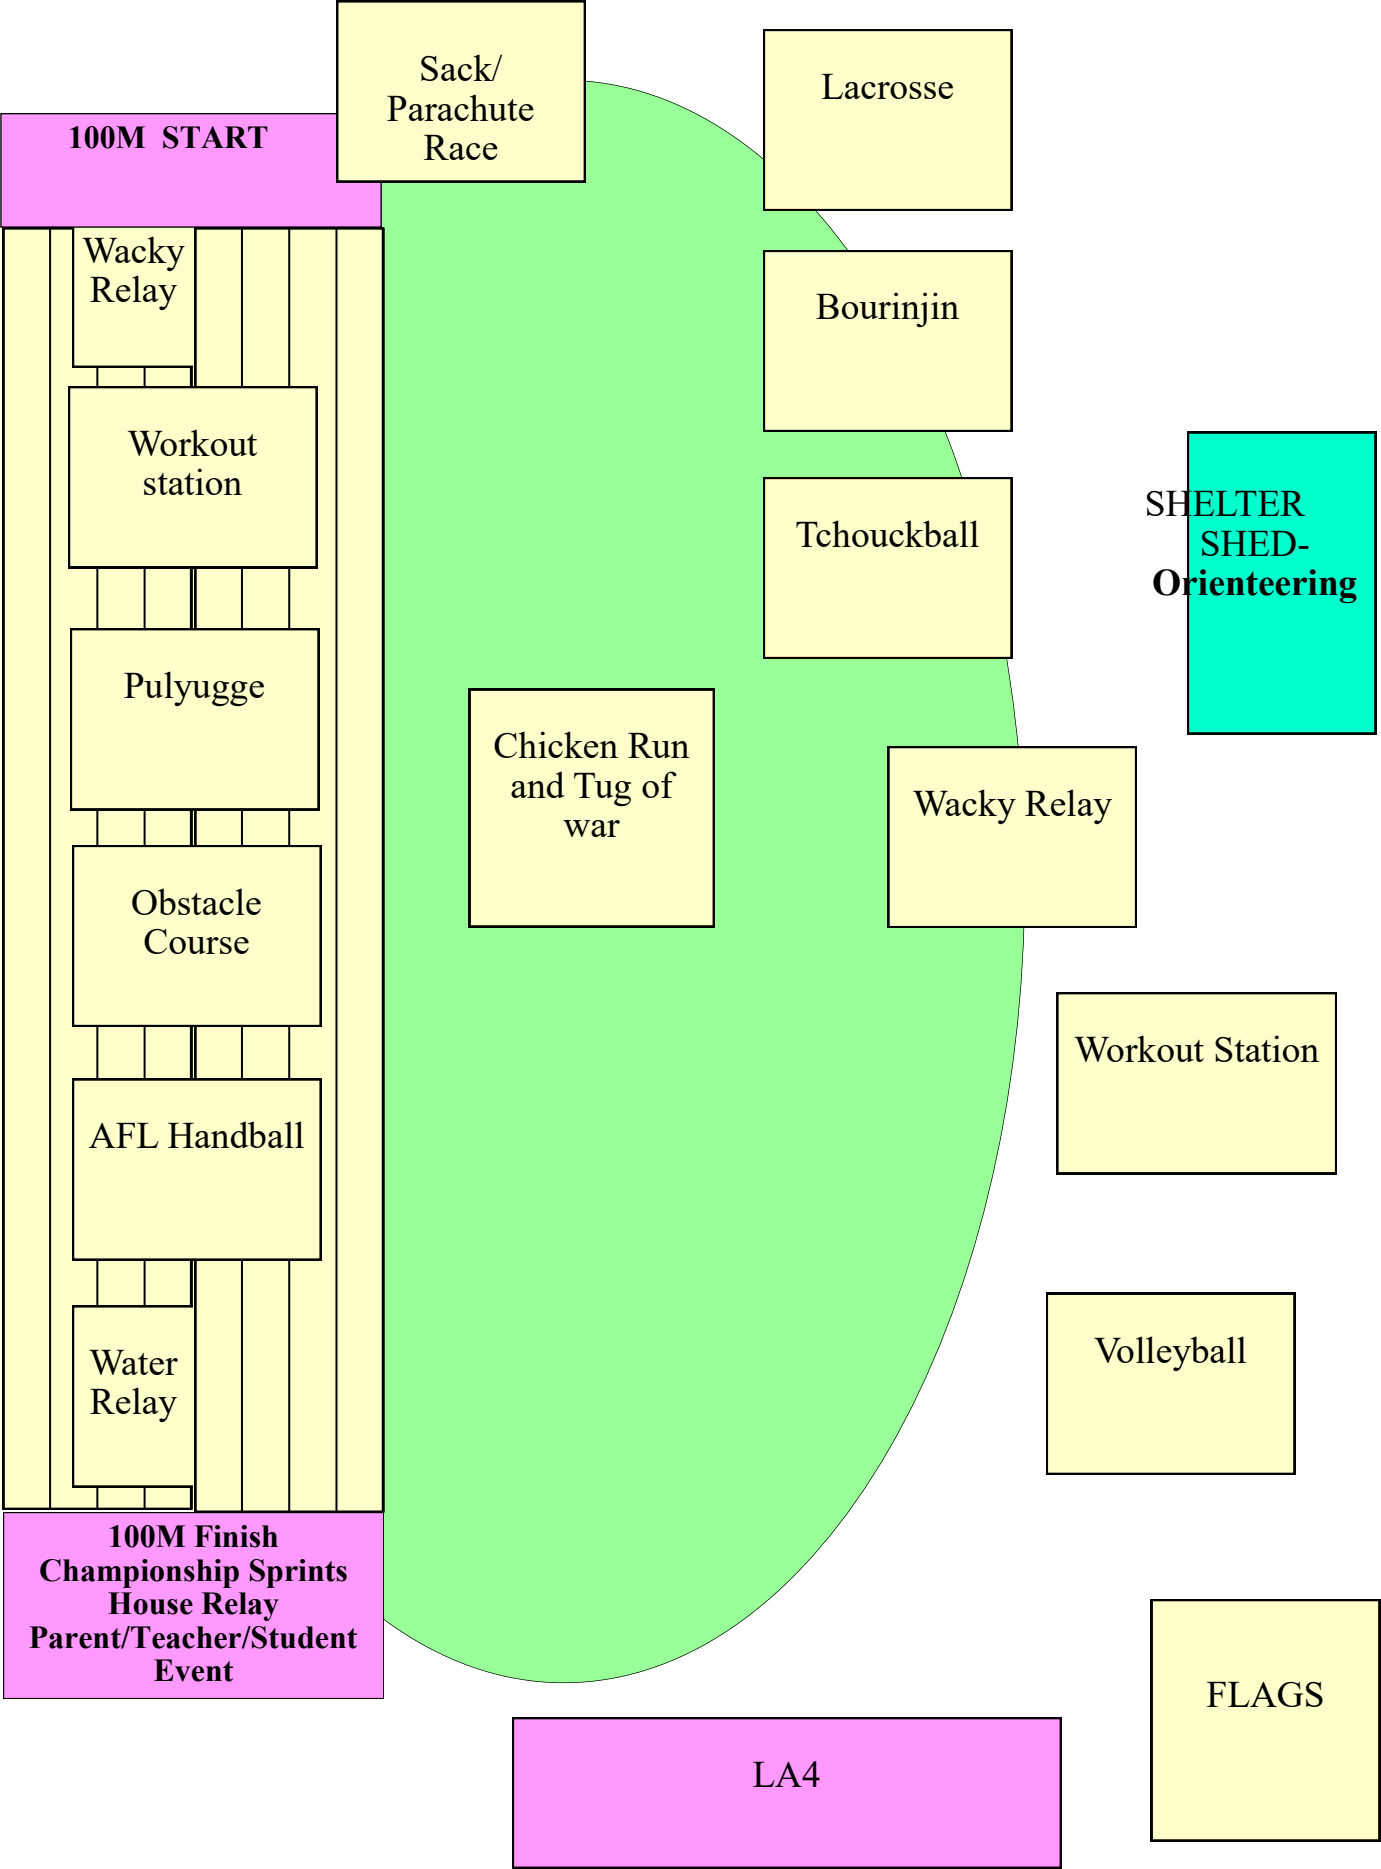 Sack/
Parachute
Race
Lacrosse
100M  START
Wacky
Relay
Bourinjin
Workout
station
SHELTER
SHED-
Orienteering
Tchouckball
Pulyugge
Chicken Run
and Tug of
war
Wacky Relay
Obstacle
Course
Workout Station
AFL Handball
Volleyball
Water
Relay
100M Finish
Championship Sprints
House Relay
Parent/Teacher/Student
Event
FLAGS
LA4